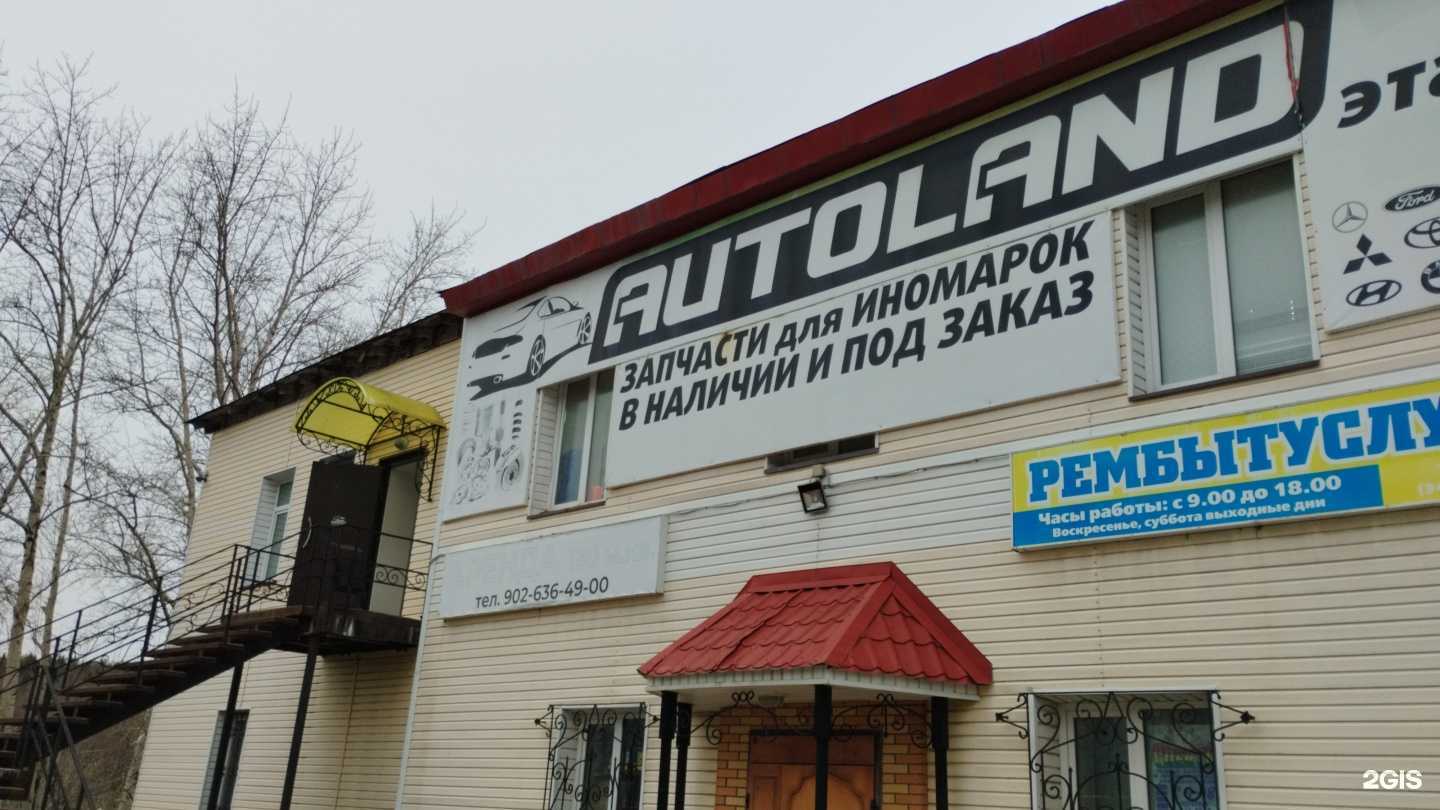 AUTOLAND
ЗАПЧАСТИ для ИНОМАРОК
В НАЛИЧИИ И ПОД ЗАКАЗ
эта
Ford
РЕМБЫТУСЛУ
Часы работы: с 9.00 до 18.00
Воскресенье, суббота выходные дни
тел. 902-636-49-00
2GIS